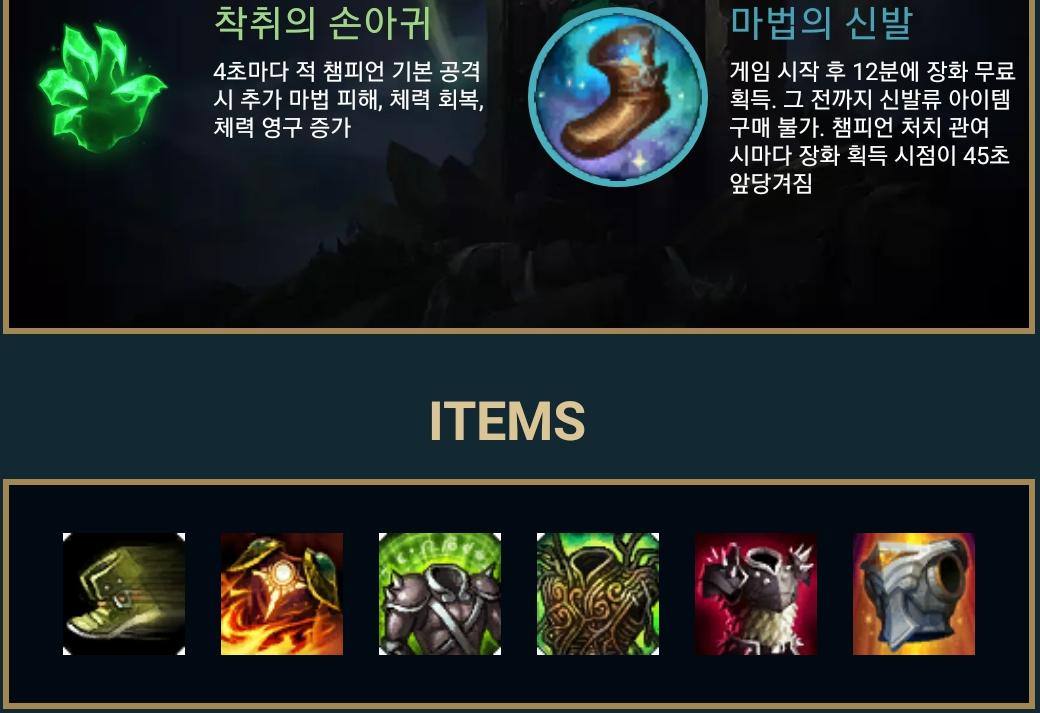 착취의 손아귀
4초마다 적 챔피언 기본 공격
시 추가 마법 피해, 체력 회복,
체력 영구 증가
마법의 신발
게임 시작 후 12분에 장화 무료
획득. 그 전까지 신발류 아이템
구매 불가. 챔피언 처치 관여
시마다 장화 획득 시점이 45초
앞당겨짐
ITEMS